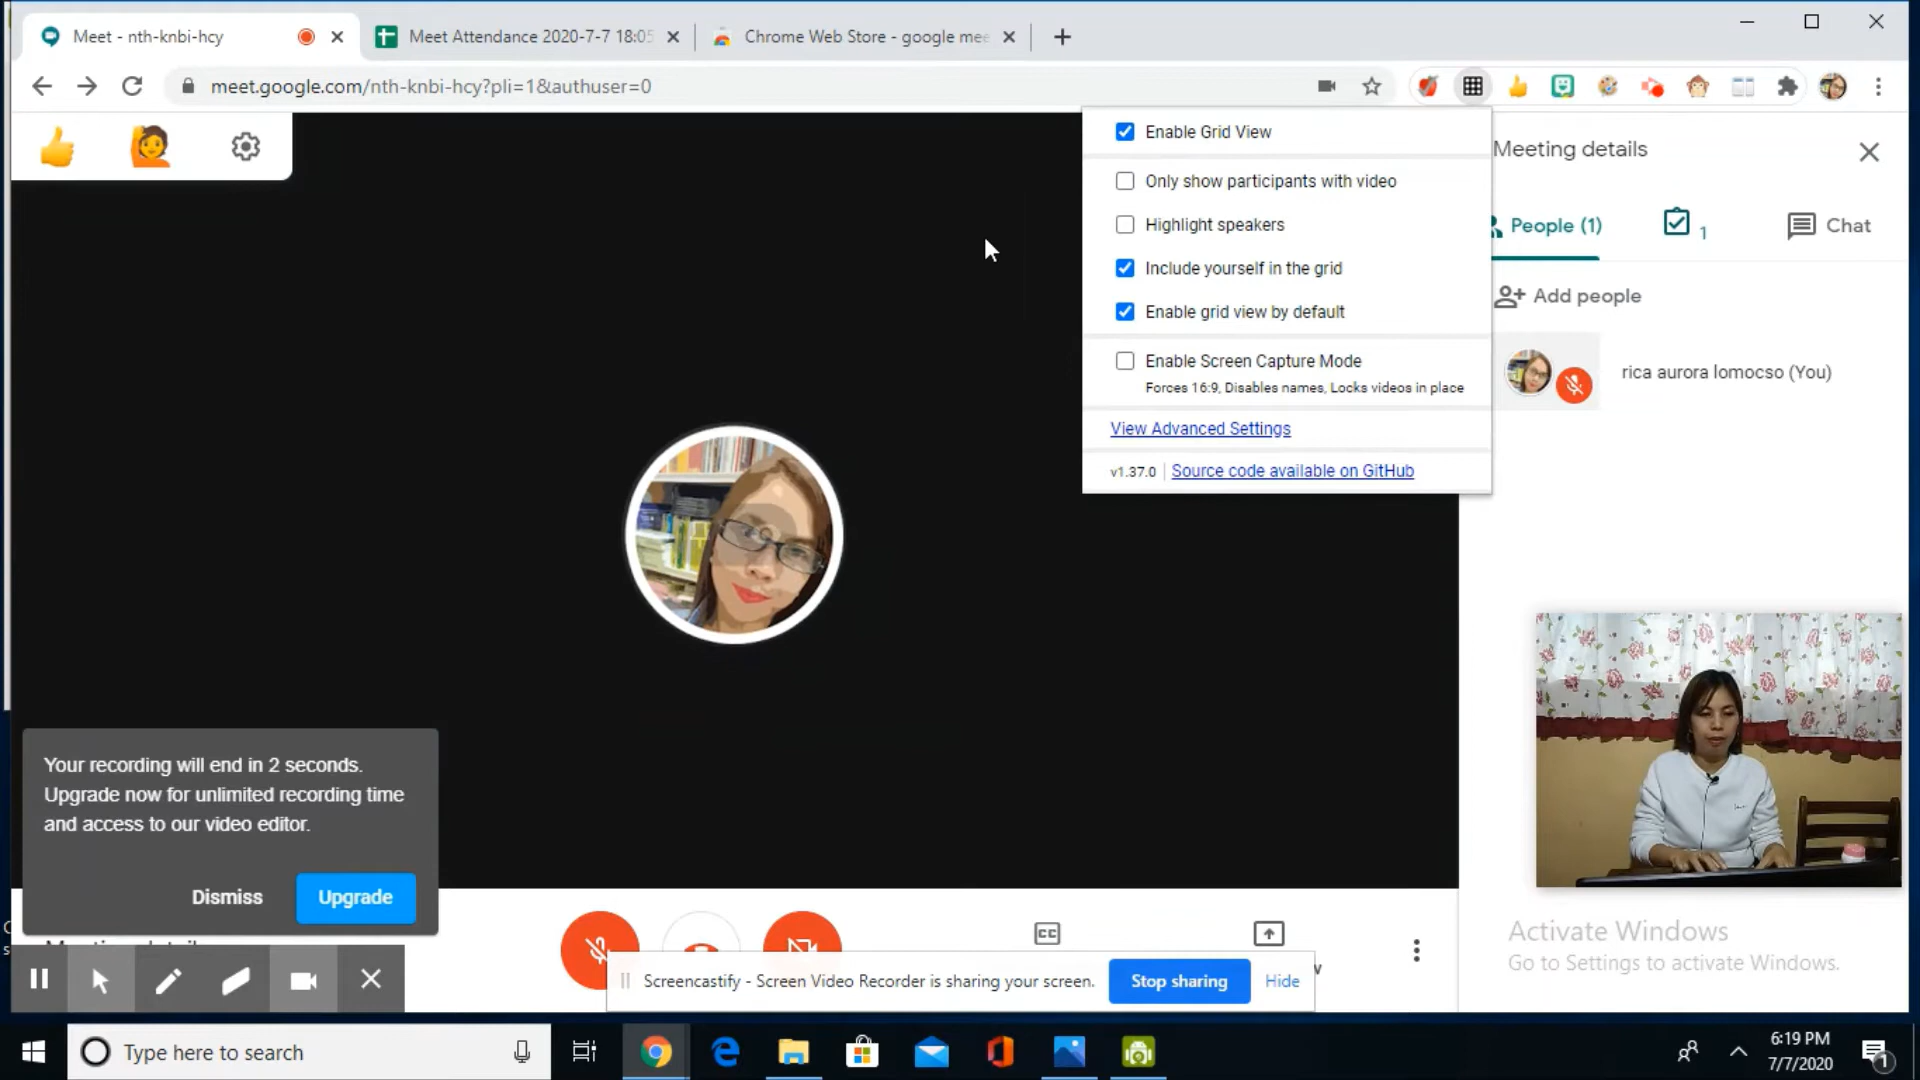 Meet - nth-knbi-hcy
Meet Attendance 2020-7-7 18:05
Chrome Web Store - google mee
meet.google.com/nth-knbi-hcy?pli=1&authuser=0
Enable Grid View
Only show participants with video
Highlight speakers
Include yourself in the grid
Enable grid view by default
Enable Screen Capture Mode
Forces 16:9, Disables names, Locks videos in place
View Advanced Settings
v1.37.0 Source code available on GitHub
Meeting details
People (1)
1
Chat
Add people
rica aurora lomocso (You)
Your recording will end in 2 seconds.
Upgrade now for unlimited recording time
and access to our video editor.
Dismiss
Upgrade
CC
Screencastify - Screen Video Recorder is sharing your screen.
Stop sharing
Hide
Activate Windows
Go to Settings to activate Windows.
Type here to search
6:19 PM
7/7/2020
1